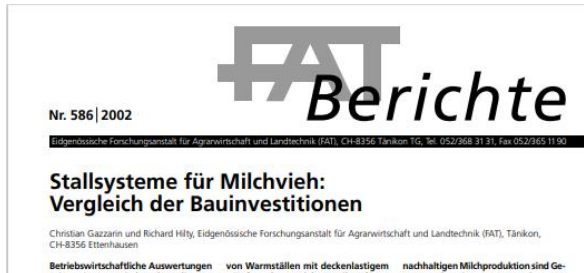 FAT
Berichte
Nr. 586 | 2002
Eidgenössische Forschungsanstalt für Agrarwirtschaft und Landtechnik (FAT), CH-8356 Tänikon TG, Tel. 052/368 31 31, Fax 052/365 11 90
Stallsysteme für Milchvieh:
Vergleich der Bauinvestitionen
Christian Gazzarin und Richard Hilty, Eidgenössische Forschungsanstalt für Agrarwirtschaft und Landtechnik (FAT), Tänikon,
CH-8356 Ettenhausen
Betriebswirtschaftliche Auswertungen
von Warmställen mit deckenlastigem
nachhaltigen Milchproduktion sind Ge-